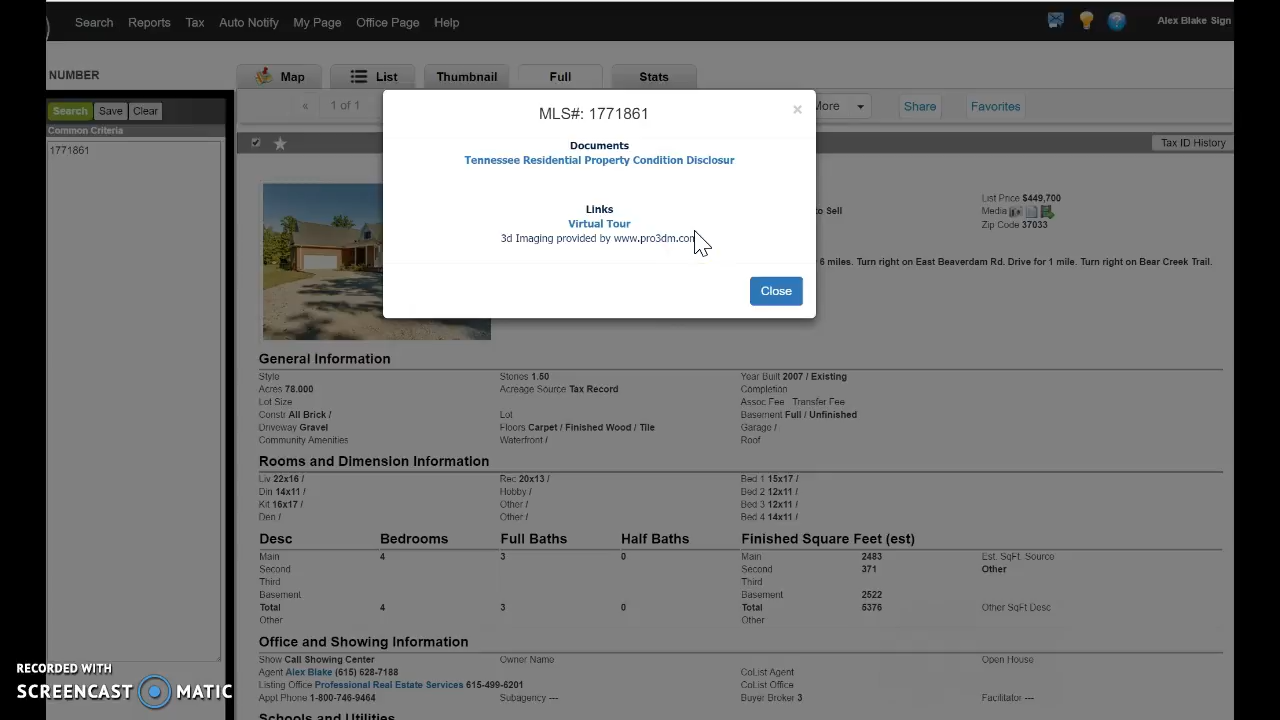 Search Reports Tax Auto Notify My Page Office Page Help Alex Blake Sign
NUMBER Map List Thumbnail Full Stats
Search Save Clear « 1 of 1 More Share Favorites
Common Criteria
1771861
Tax ID History
MLS#: 1771861 ×
Documents
Tennessee Residential Property Condition Disclosur
Links
Virtual Tour
3d Imaging provided by www.pro3dm.com
Close
List Price $449,700
to Sell Media
Zip Code 37033
6 miles. Turn right on East Beaverdam Rd. Drive for 1 mile. Turn right on Bear Creek Trail.
General Information
Style Stories 1.50 Year Built 2007 / Existing
Acres 78.000 Acreage Source Tax Record Completion
Lot Size Assoc Fee Transfer Fee
Constr All Brick / Lot Basement Full / Unfinished
Driveway Gravel Floors Carpet / Finished Wood / Tile Garage /
Community Amenities Waterfront / Roof
Rooms and Dimension Information
Liv 22x16 / Rec 20x13 / Bed 1 15x17 /
Din 14x11 / Hobby / Bed 2 12x11 /
Kit 16x17 / Other / Bed 3 12x11 /
Den / Other / Bed 4 14x11 /
Desc Bedrooms Full Baths Half Baths Finished Square Feet (est)
Main 4 3 0 Main 2483 Est. SqFt. Source
Second Second 371 Other
Third Third
Basement Basement 2522
Total 4 3 0 Total 5376 Other SqFt Desc
Other
Office and Showing Information
Show Call Showing Center Owner Name Open House
Agent Alex Blake (615) 628-7188 CoList Agent
Listing Office Professional Real Estate Services 615-499-6201 CoList Office
Appt Phone 1-800-746-9464 Subagency --- Buyer Broker 3 Facilitator ---
Schools and Utilities
RECORDED WITH
SCREENCAST MATIC